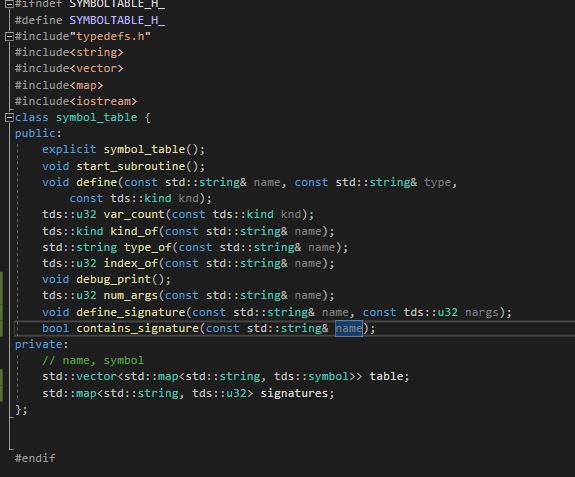 #ifndef SYMBOLTABLE_H_
#define SYMBOLTABLE_H_
#include"typedefs.h"
#include<string>
#include<vector>
#include<map>
#include<iostream>
class symbol_table {
public:
    explicit symbol_table();
    void start_subroutine();
    void define(const std::string& name, const std::string& type,
        const tds::kind knd);
    tds::u32 var_count(const tds::kind knd);
    tds::kind kind_of(const std::string& name);
    std::string type_of(const std::string& name);
    tds::u32 index_of(const std::string& name);
    void debug_print();
    tds::u32 num_args(const std::string& name);
    void define_signature(const std::string& name, const tds::u32 nargs);
    bool contains_signature(const std::string& name);
private:
    // name, symbol
    std::vector<std::map<std::string, tds::symbol>> table;
    std::map<std::string, tds::u32> signatures;
};
#endif